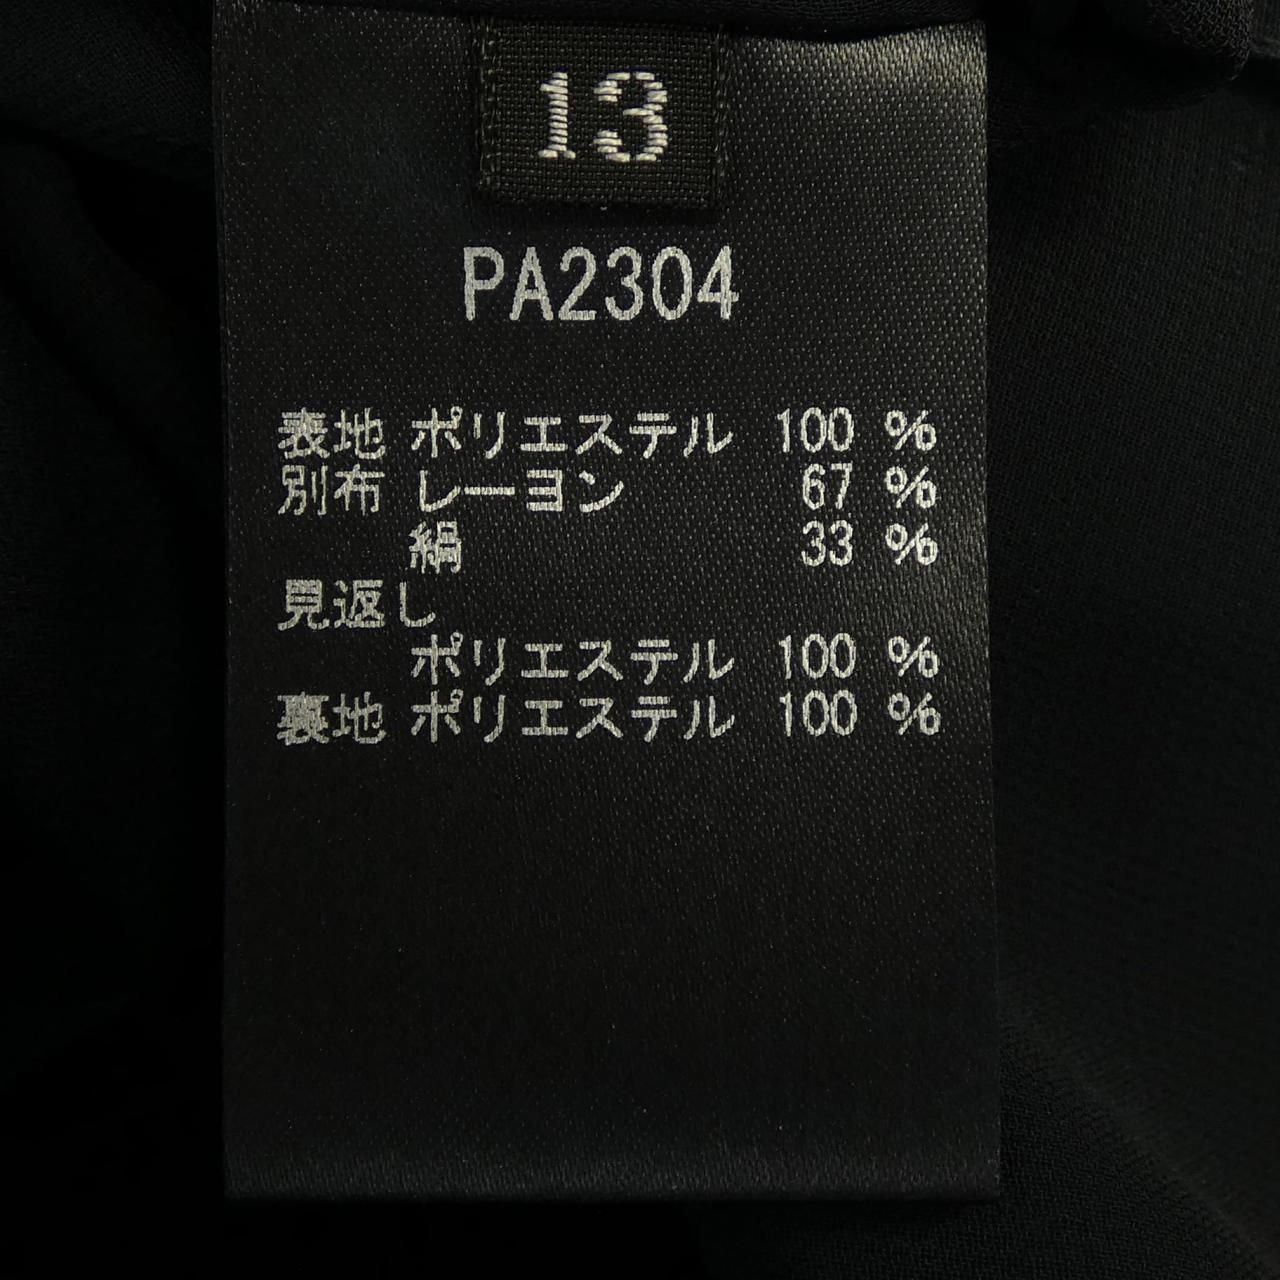 13
PA2304
表地 ポリエステル 100 %
別布 レーヨン 67 %
絹 33 %
見返し
ポリエステル 100 %
裏地 ポリエステル 100 %